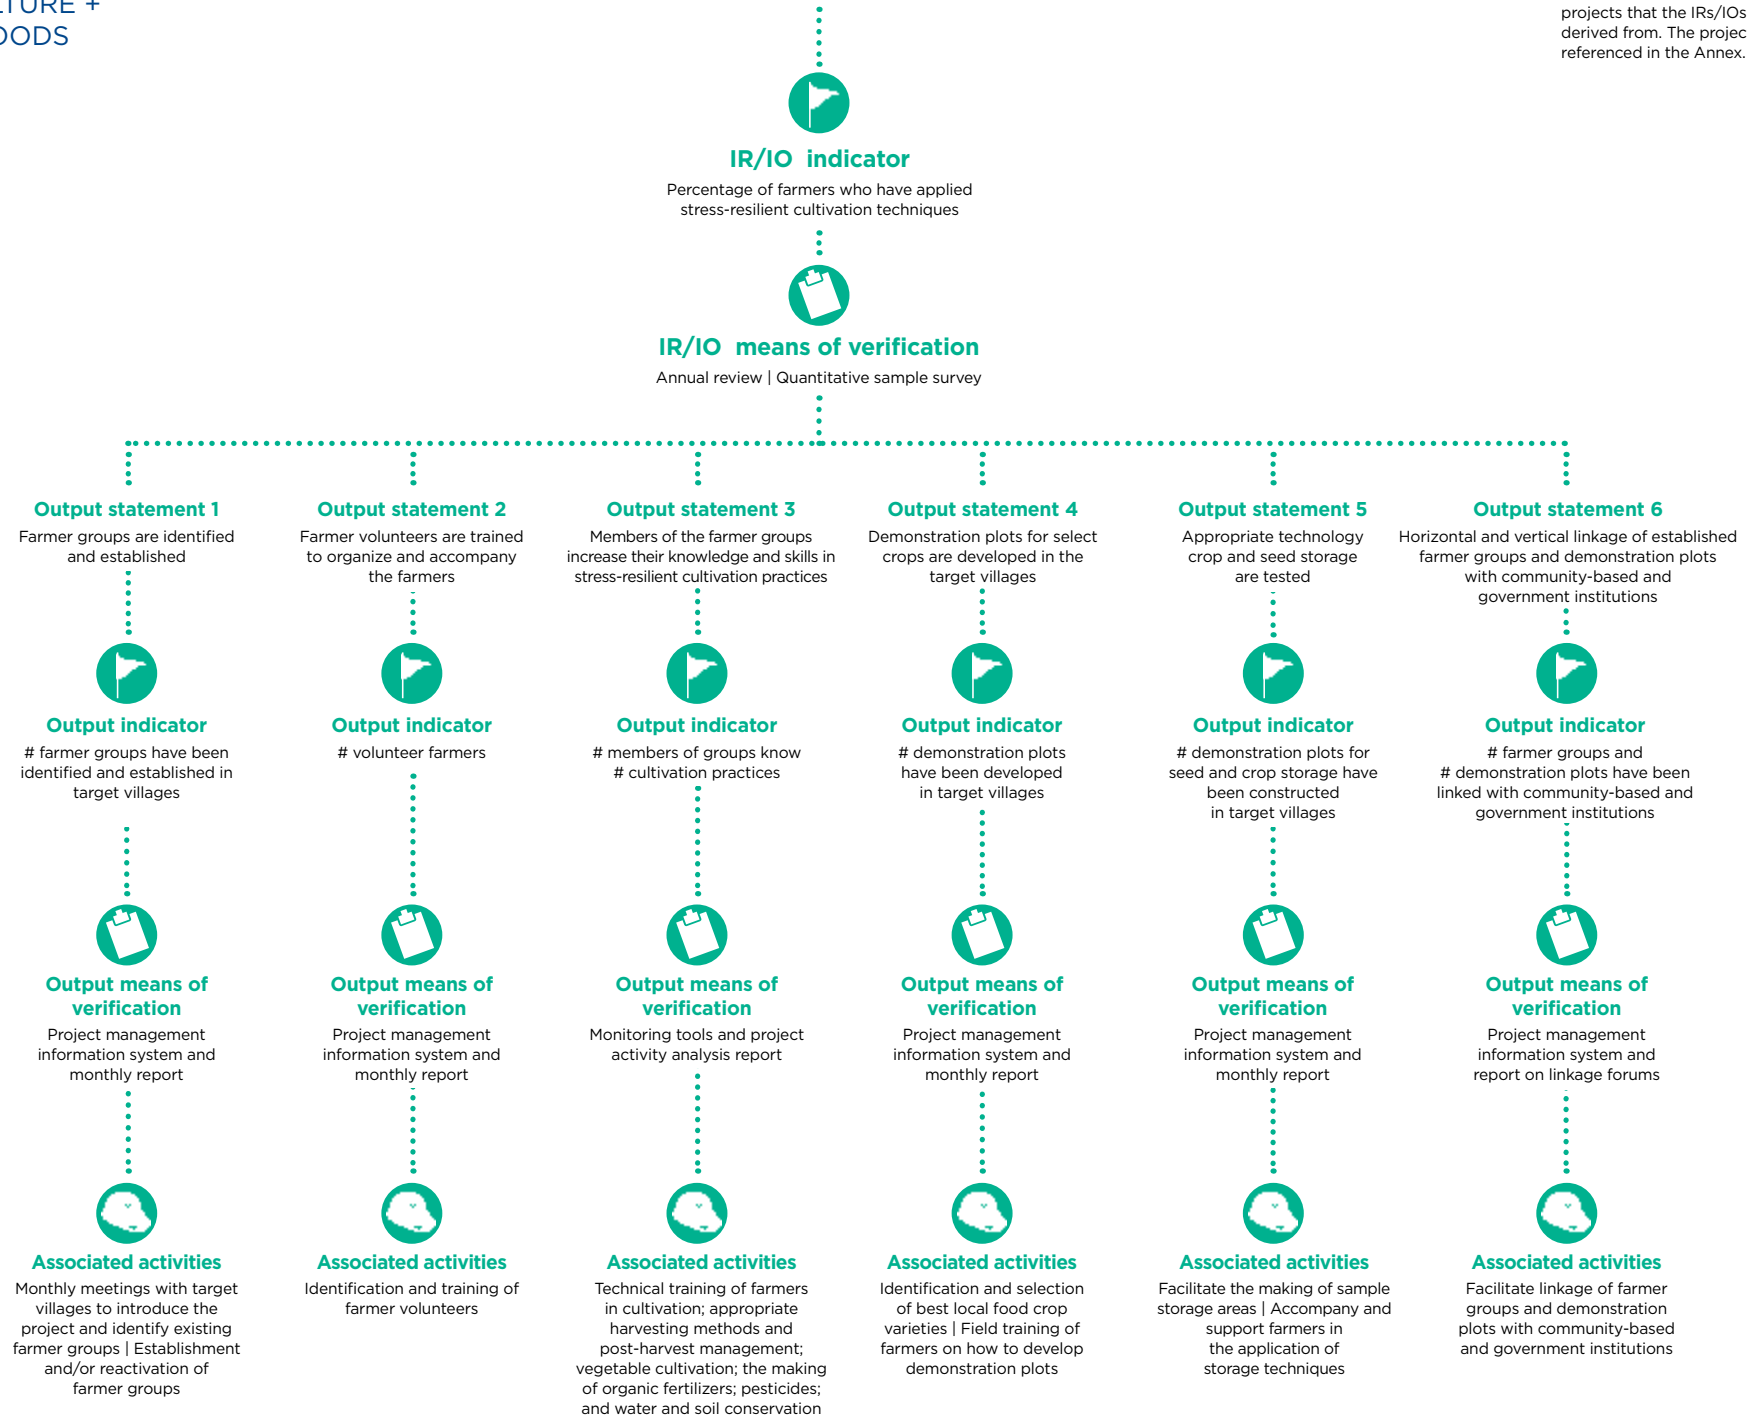 LTURE +
OODS
projects that the IRs/IOs
derived from. The projec
referenced in the Annex.
IR/IO indicator
Percentage of farmers who have applied
stress-resilient cultivation techniques
IR/IO means of verification
Annual review | Quantitative sample survey
Output statement 1
Farmer groups are identified
and established
Output indicator
# farmer groups have been
identified and established in
target villages
Output means of
verification
Project management
information system and
monthly report
Associated activities
Monthly meetings with target
villages to introduce the
project and identify existing
farmer groups | Establishment
and/or reactivation of
farmer groups
Output statement 2
Farmer volunteers are trained
to organize and accompany
the farmers
Output indicator
# volunteer farmers
Output means of
verification
Project management
information system and
monthly report
Associated activities
Identification and training of
farmer volunteers
Output statement 3
Members of the farmer groups
increase their knowledge and skills in
stress-resilient cultivation practices
Output indicator
# members of groups know
# cultivation practices
Output means of
verification
Monitoring tools and project
activity analysis report
Associated activities
Technical training of farmers
in cultivation; appropriate
harvesting methods and
post-harvest management;
vegetable cultivation; the making
of organic fertilizers; pesticides;
and water and soil conservation
Output statement 4
Demonstration plots for select
crops are developed in the
target villages
Output indicator
# demonstration plots
have been developed
in target villages
Output means of
verification
Project management
information system and
monthly report
Associated activities
Identification and selection
of best local food crop
varieties | Field training of
farmers on how to develop
demonstration plots
Output statement 5
Appropriate technology
crop and seed storage
are tested
Output indicator
# demonstration plots for
seed and crop storage have
been constructed
in target villages
Output means of
verification
Project management
information system and
monthly report
Associated activities
Facilitate the making of sample
storage areas | Accompany and
support farmers in
the application of
storage techniques
Output statement 6
Horizontal and vertical linkage of established
farmer groups and demonstration plots
with community-based and
government institutions
Output indicator
# farmer groups and
# demonstration plots have been
linked with community-based and
government institutions
Output means of
verification
Project management
information system and
report on linkage forums
Associated activities
Facilitate linkage of farmer
groups and demonstration
plots with community-based
and government institutions